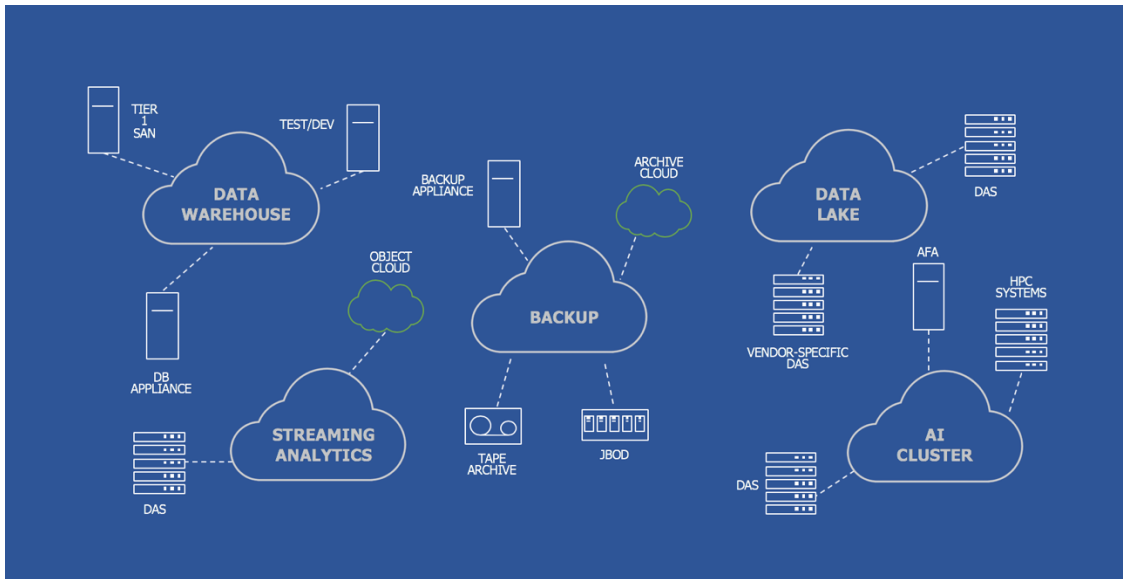 TIER
1
SAN
TEST/DEV
DATA
WAREHOUSE
DB
APPLIANCE
OBJECT
CLOUD
STREAMING
ANALYTICS
DAS
BACKUP
APPLIANCE
ARCHIVE
CLOUD
BACKUP
TAPE
ARCHIVE
JBOD
DATA
LAKE
DAS
VENDOR-SPECIFIC
DAS
AFA
HPC
SYSTEMS
AI
CLUSTER
DAS